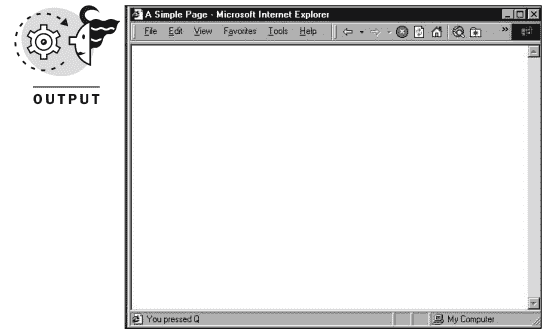 A Simple Page - Microsoft Internet Explorer
File Edit View Favorites Tools Help
»
OUTPUT
You pressed Q
My Computer